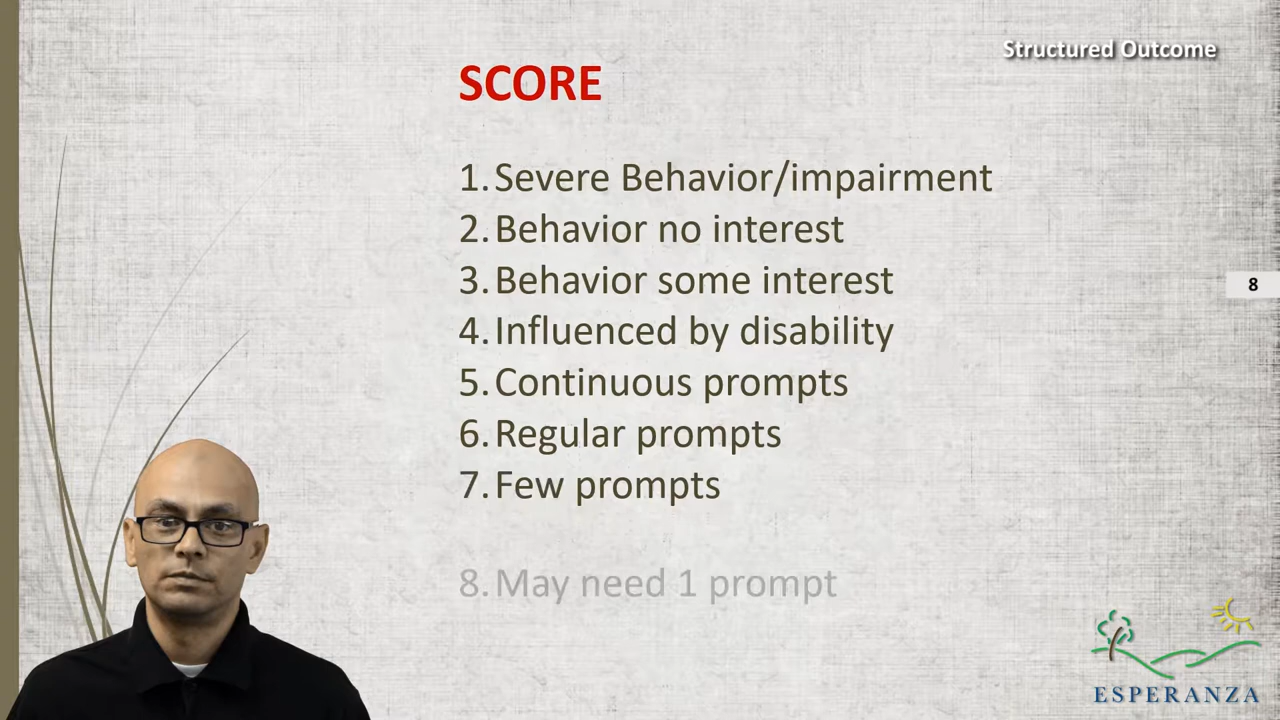 Structured Outcome
SCORE
1. Severe Behavior/impairment
2. Behavior no interest
3. Behavior some interest
4. Influenced by disability
5. Continuous prompts
6. Regular prompts
7. Few prompts
8. May need 1 prompt
8
ESPERANZA